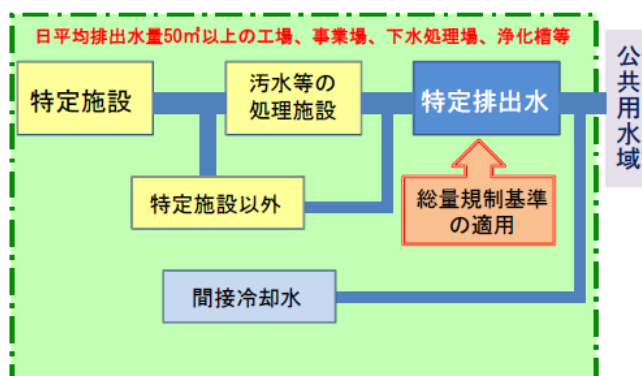 日平均排出水量50㎥以上の工場、事業場、下水処理場、浄化槽等
特定施設
汚水等の
処理施設
特定排出水
公共用水域
特定施設以外
総量規制基準
の適用
間接冷却水